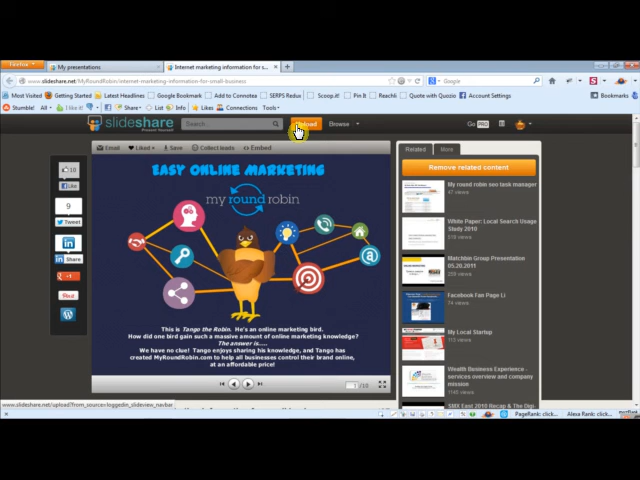 Firefox
My presentations
Internet marketing information for s...
www.slideshare.net/MyRoundRobin/internet-marketing-information-for-small-business
Google
Most Visited
Getting Started
Latest Headlines
Google Bookmark
Add to Connotea
SERPS Redux
Scoop.it!
Buffer
ReachLi
Quote with Quozio
Account Settings
Bookmarks
Stumble!
All
I like it!
Channels:
Photos
Likes
Connections
Tools
slideshare
Present Yourself
Search...
Upload
Browse
Go PRO
Email
Liked
Save
Collect leads
Embed
Related
More
Remove related content
10
Like
9
Tweet
Share
+1
Pinit
EASY ONLINE MARKETING
my round robin
This is Tango the Robin. He's an online marketing bird.
How did one bird gain such a massive amount of online marketing knowledge?
The answer is.....
We have no clue! Tango enjoys sharing his knowledge, and Tango has
created MyRoundRobin.com to help all businesses control their brand online,
at an affordable price!
1 /10
My round robin seo task manager
47 views
White Paper: Local Search Usage
Study 2010
Matchbin Group Presentation
05.20.2011
Facebook Fan Page Li
My Local Startup
Wealth Business Experience -
services overview and company
mission
SMX East 2010 Recap & The Digi-
www.slideshare.net/upload?from_source=loggedin_slideview_navbar
PageRank: click...
Alexa Rank: click...